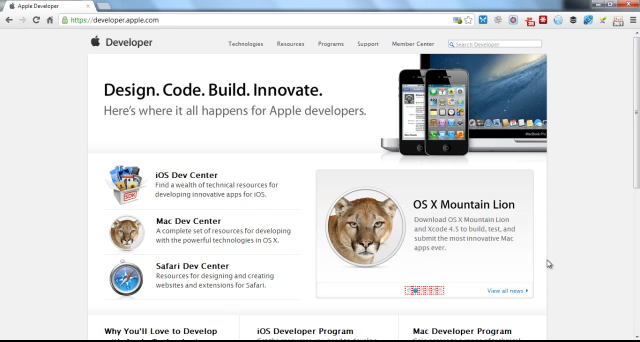 Apple Developer
https://developer.apple.com
Developer
Technologies
Resources
Programs
Support
Member Center
Search Developer
Design. Code. Build. Innovate.
Here's where it all happens for Apple developers.
MacBook Pro
iOS Dev Center
Find a wealth of technical resources for
developing innovative apps for iOS.
SDK
Mac Dev Center
A complete set of resources for developing
with the powerful technologies in OS X.
Safari Dev Center
Resources for designing and creating
websites and extensions for Safari.
OS X Mountain Lion
Download OS X Mountain Lion
and Xcode 4.5 to build, test, and
submit the most innovative Mac
apps ever.
View all news
Why You'll Love to Develop
iOS Developer Program
Mac Developer Program